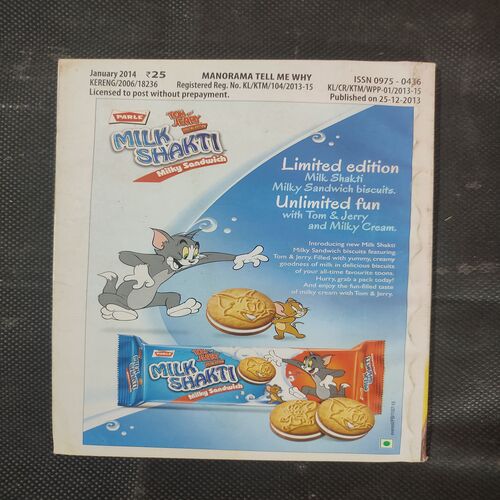 January 2014 ₹25 MANORAMA TELL ME WHY ISSN 0975 - 0436
KERENG/2006/18236 Registered Reg. No. KL/KTM/104/2013-15 KL/CR/KTM/WPP-01/2013-15
Licensed to post without prepayment. Published on 25-12-2013
PARLE
TOM and JERRY
MILK
SHAKTI
Milky Sandwich
Limited edition
Milk Shakti
Milky Sandwich biscuits.
Unlimited fun
with Tom & Jerry
and Milky Cream.
Introducing new Milk Shakti
Milky Sandwich biscuits featuring
Tom & Jerry. Filled with yummy, creamy
goodness of milk in delicious biscuits
of your all-time favourite toons.
Hurry, grab a pack today!
And enjoy the fun-filled taste
of milky cream with Tom & Jerry.
PARLE
TOM and JERRY
MILK
SHAKTI
Milky Sandwich